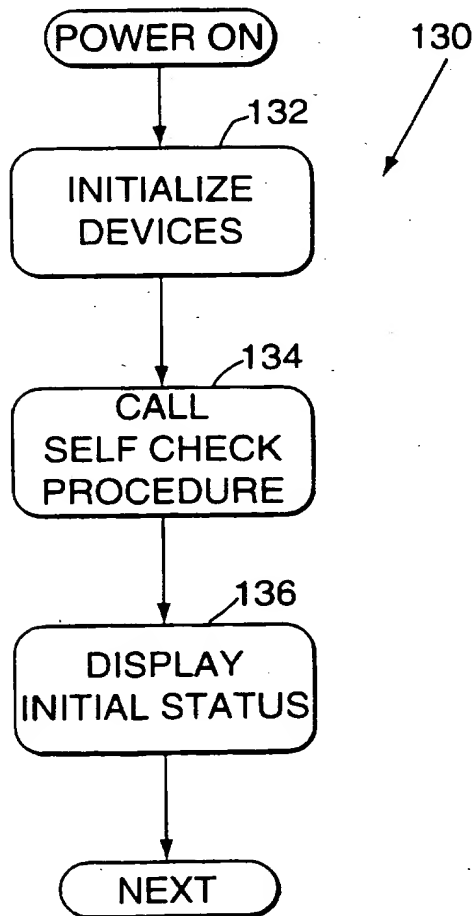 POWER ON
130
132
INITIALIZE
DEVICES
134
CALL
SELF CHECK
PROCEDURE
136
DISPLAY
INITIAL STATUS
NEXT